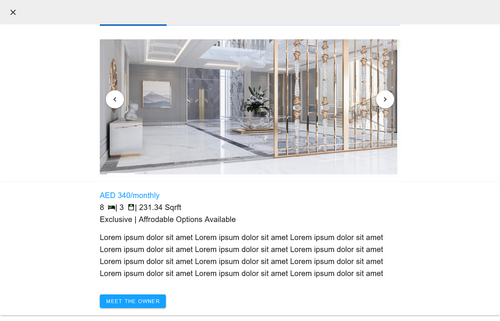 AED 340/monthly
8 | 3 | 231.34 Sqrft
Exclusive | Affrodable Options Available
Lorem ipsum dolor sit amet Lorem ipsum dolor sit amet Lorem ipsum dolor sit amet
Lorem ipsum dolor sit amet Lorem ipsum dolor sit amet Lorem ipsum dolor sit amet
Lorem ipsum dolor sit amet Lorem ipsum dolor sit amet Lorem ipsum dolor sit amet
Lorem ipsum dolor sit amet Lorem ipsum dolor sit amet Lorem ipsum dolor sit amet
MEET THE OWNER